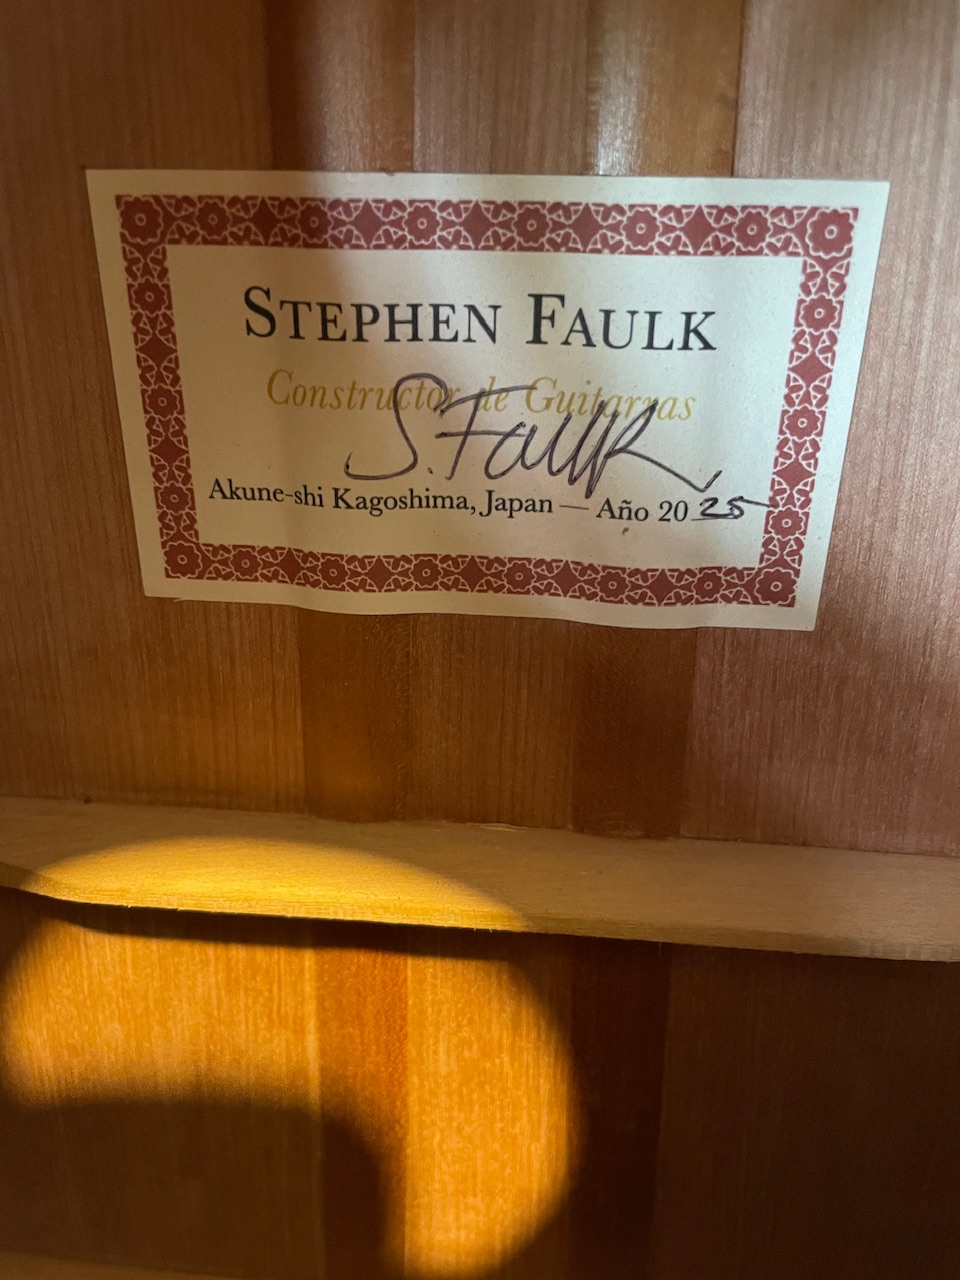 STEPHEN FAULK
Constructor de Guitarras
S. Faulk
Akune-shi Kagoshima, Japan — Año 2025